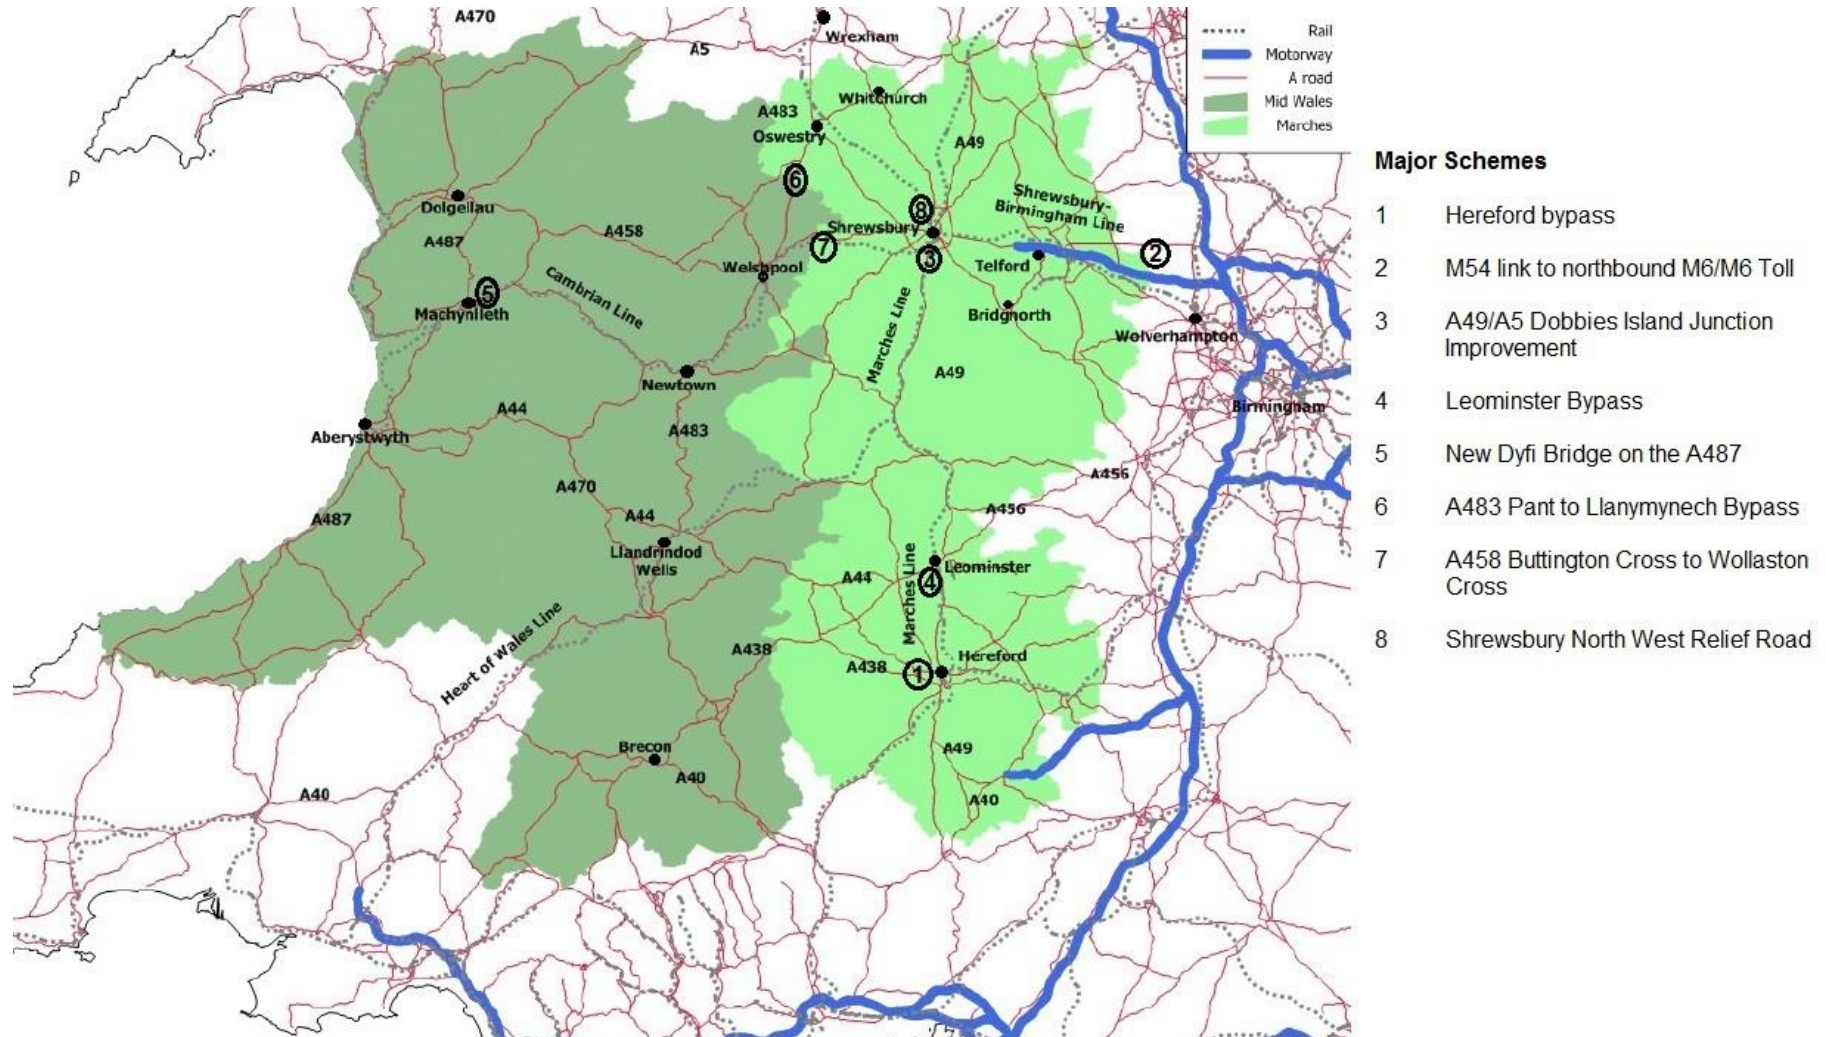 A470
A5
Wrexham
Rail
Motorway
A road
Mid Wales
Marches
Whitchurch
A483
Oswestry
A49
6
Shrewsbury-
Birmingham Line
Dolgellau
8
Shrewsbury
A458
A487
7
3
2
Welshpool
Telford
Cambrian Line
5
Machynlleth
Marches Line
Bridgnorth
Wolverhampton
Newtown
A49
A44
Birmingham
Aberystwyth
A483
A456
A470
A487
A44
A456
Llandrindod
Wells
Marches Line
Leominster
A44
4
Heart of Wales Line
A438
A438
Hereford
1
Brecon
A49
A40
A40
A40
Major Schemes
1 Hereford bypass
2 M54 link to northbound M6/M6 Toll
3 A49/A5 Dobbies Island Junction
Improvement
4 Leominster Bypass
5 New Dyfi Bridge on the A487
6 A483 Pant to Llanymynech Bypass
7 A458 Buttington Cross to Wollaston
Cross
8 Shrewsbury North West Relief Road